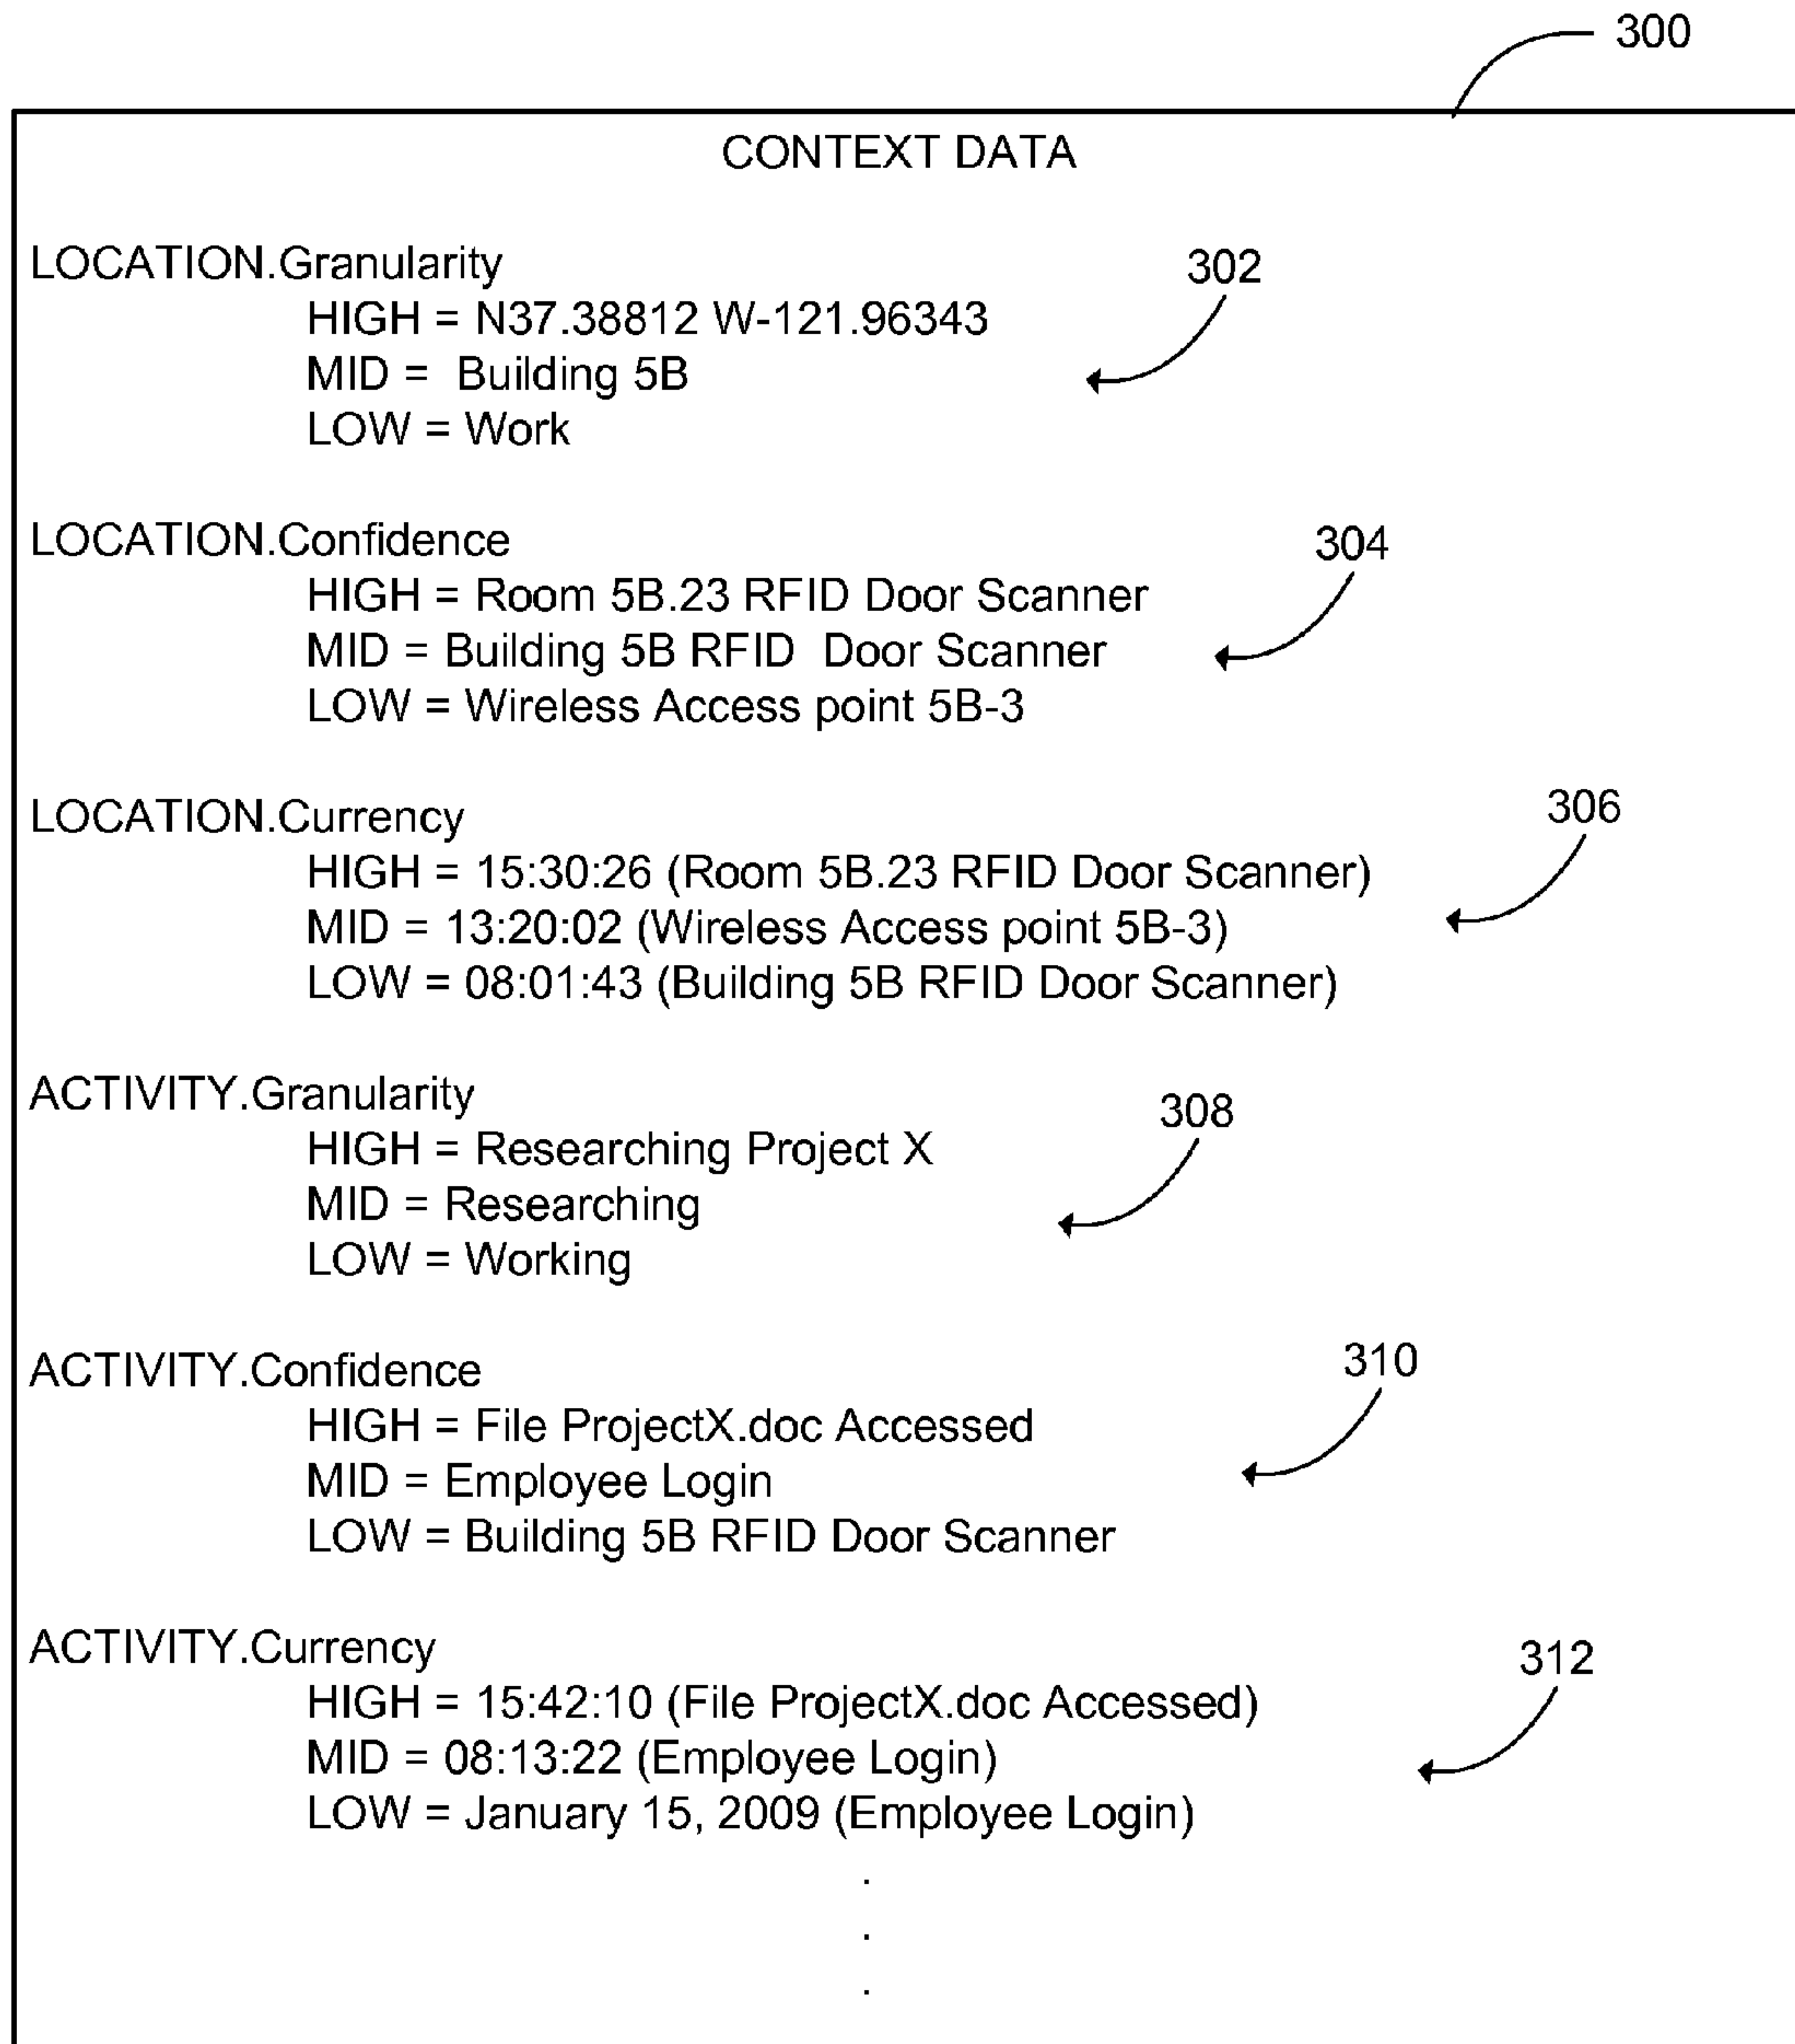 300
CONTEXT DATA
LOCATION.Granularity
302
HIGH = N37.38812 W-121.96343
MID = Building 5B
LOW = Work
LOCATION.Confidence
304
HIGH = Room 5B.23 RFID Door Scanner
MID = Building 5B RFID Door Scanner
LOW = Wireless Access point 5B-3
LOCATION.Currency
306
HIGH = 15:30:26 (Room 5B.23 RFID Door Scanner)
MID = 13:20:02 (Wireless Access point 5B-3)
LOW = 08:01:43 (Building 5B RFID Door Scanner)
ACTIVITY.Granularity
308
HIGH = Researching Project X
MID = Researching
LOW = Working
ACTIVITY.Confidence
310
HIGH = File ProjectX.doc Accessed
MID = Employee Login
LOW = Building 5B RFID Door Scanner
ACTIVITY.Currency
312
HIGH = 15:42:10 (File ProjectX.doc Accessed)
MID = 08:13:22 (Employee Login)
LOW = January 15, 2009 (Employee Login)
.
.
.